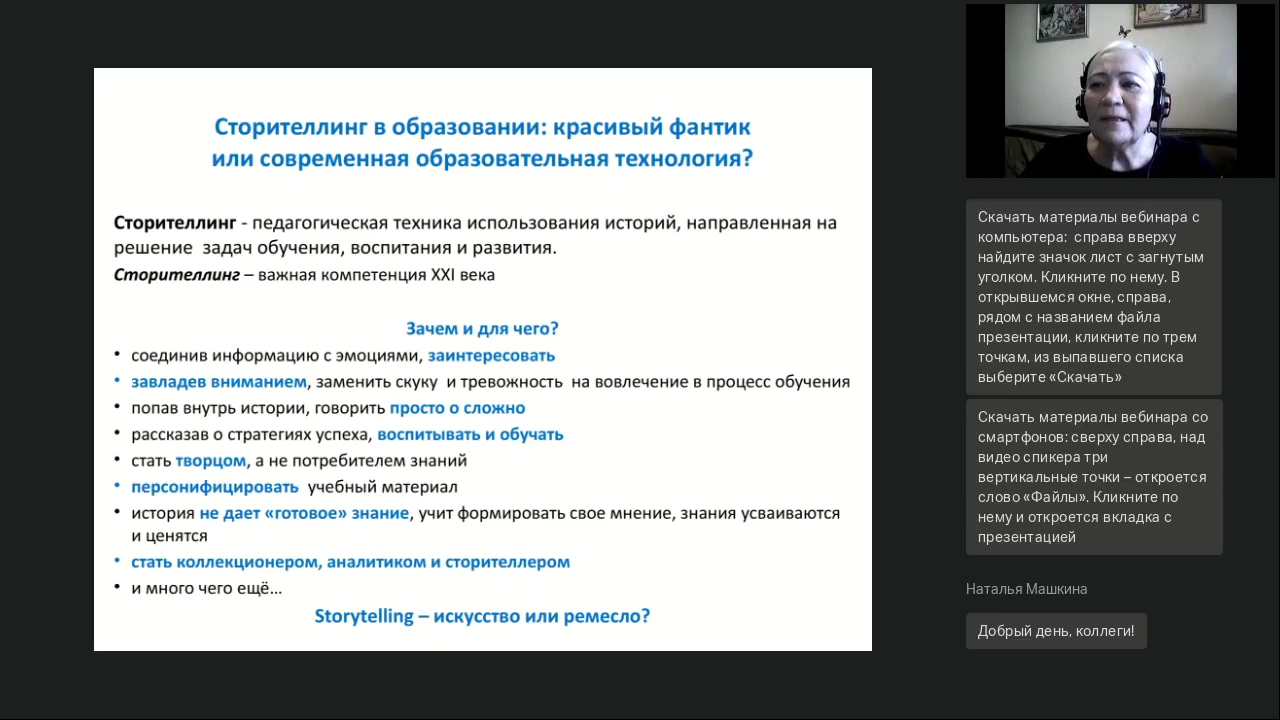 Сторителлинг в образовании: красивый фантик
или современная образовательная технология?
Сторителлинг - педагогическая техника использования историй, направленная на
решение задач обучения, воспитания и развития.
Сторителлинг – важная компетенция XXI века
Зачем и для чего?
• соединив информацию с эмоциями, заинтересовать
• завладев вниманием, заменить скуку и тревожность на вовлечение в процесс обучения
• попав внутрь истории, говорить просто о сложно
• рассказав о стратегиях успеха, воспитывать и обучать
• стать творцом, а не потребителем знаний
• персонифицировать учебный материал
• история не дает «готовое» знание, учит формировать свое мнение, знания усваиваются
и ценятся
• стать коллекционером, аналитиком и сторителлером
• и много чего ещё...
Storytelling – искусство или ремесло?
Скачать материалы вебинара с
компьютера: справа вверху
найдите значок лист с загнутым
уголком. Кликните по нему. В
открывшемся окне, справа,
рядом с названием файла
презентации, кликните по трем
точкам, из выпавшего списка
выберите «Скачать»
Скачать материалы вебинара со
смартфонов: сверху справа, над
видео спикера три
вертикальные точки – откроется
слово «Файлы». Кликните по
нему и откроется вкладка с
презентацией
Наталья Машкина
Добрый день, коллеги!